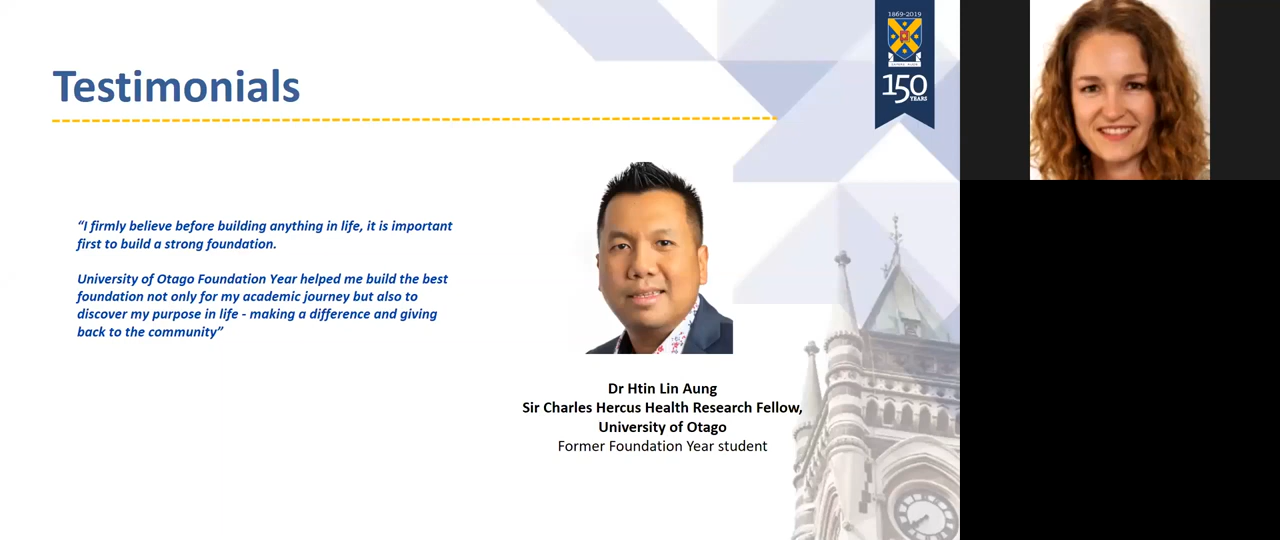 1869-2019
150
YEARS
Testimonials
“I firmly believe before building anything in life, it is important
first to build a strong foundation.
University of Otago Foundation Year helped me build the best
foundation not only for my academic journey but also to
discover my purpose in life - making a difference and giving
back to the community”
Dr Htin Lin Aung
Sir Charles Hercus Health Research Fellow,
University of Otago
Former Foundation Year student